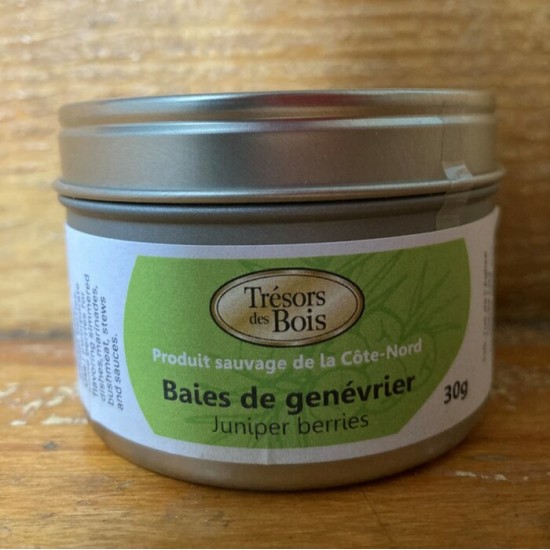 Trésors
des Bois
Produit sauvage de la Côte-Nord
Baies de genévrier
Juniper berries
30g
flavoring simmered
dishes, marinades,
bushmeat, stews
and sauces.